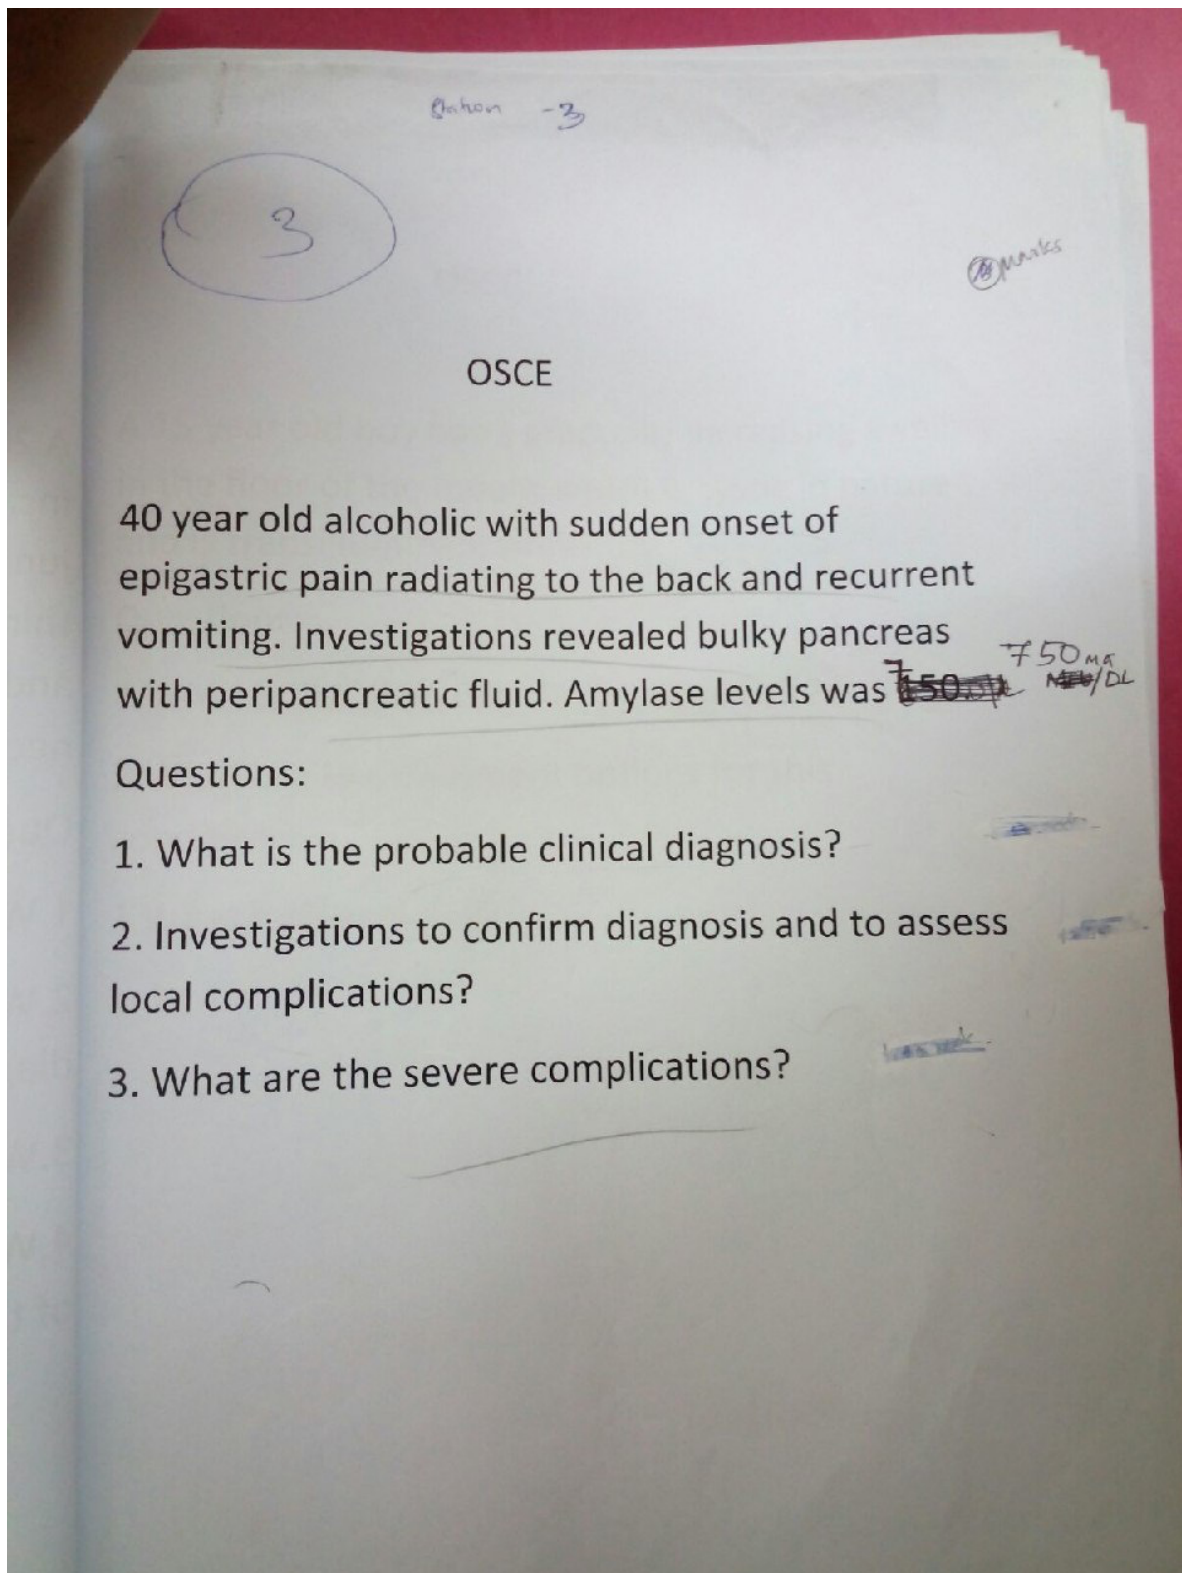 Station -3
3
marks
OSCE
40 year old alcoholic with sudden onset of
epigastric pain radiating to the back and recurrent
vomiting. Investigations revealed bulky pancreas
with peripancreatic fluid. Amylase levels was 750 mg /DL
Questions:
1. What is the probable clinical diagnosis?
2. Investigations to confirm diagnosis and to assess
local complications?
3. What are the severe complications?